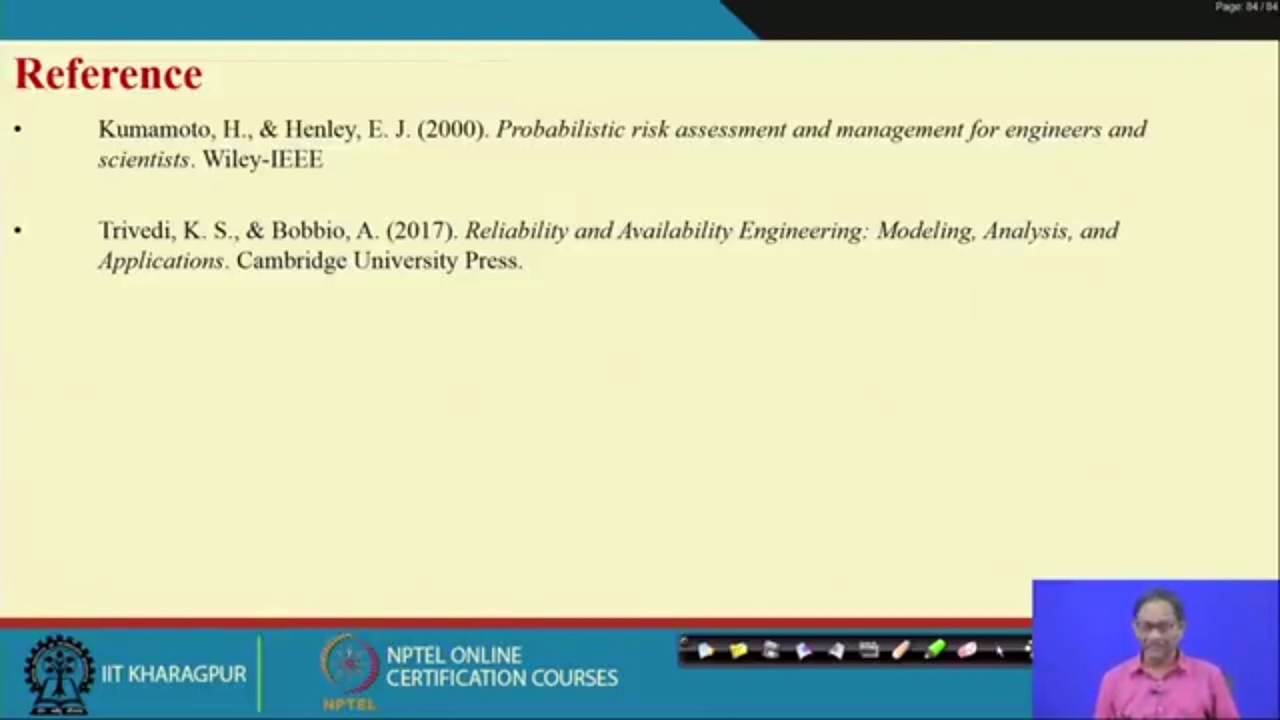 Page: 84 / 84
Reference
• Kumamoto, H., & Henley, E. J. (2000). Probabilistic risk assessment and management for engineers and
scientists. Wiley-IEEE
• Trivedi, K. S., & Bobbio, A. (2017). Reliability and Availability Engineering: Modeling, Analysis, and
Applications. Cambridge University Press.
IIT KHARAGPUR
NPTEL
NPTEL ONLINE
CERTIFICATION COURSES